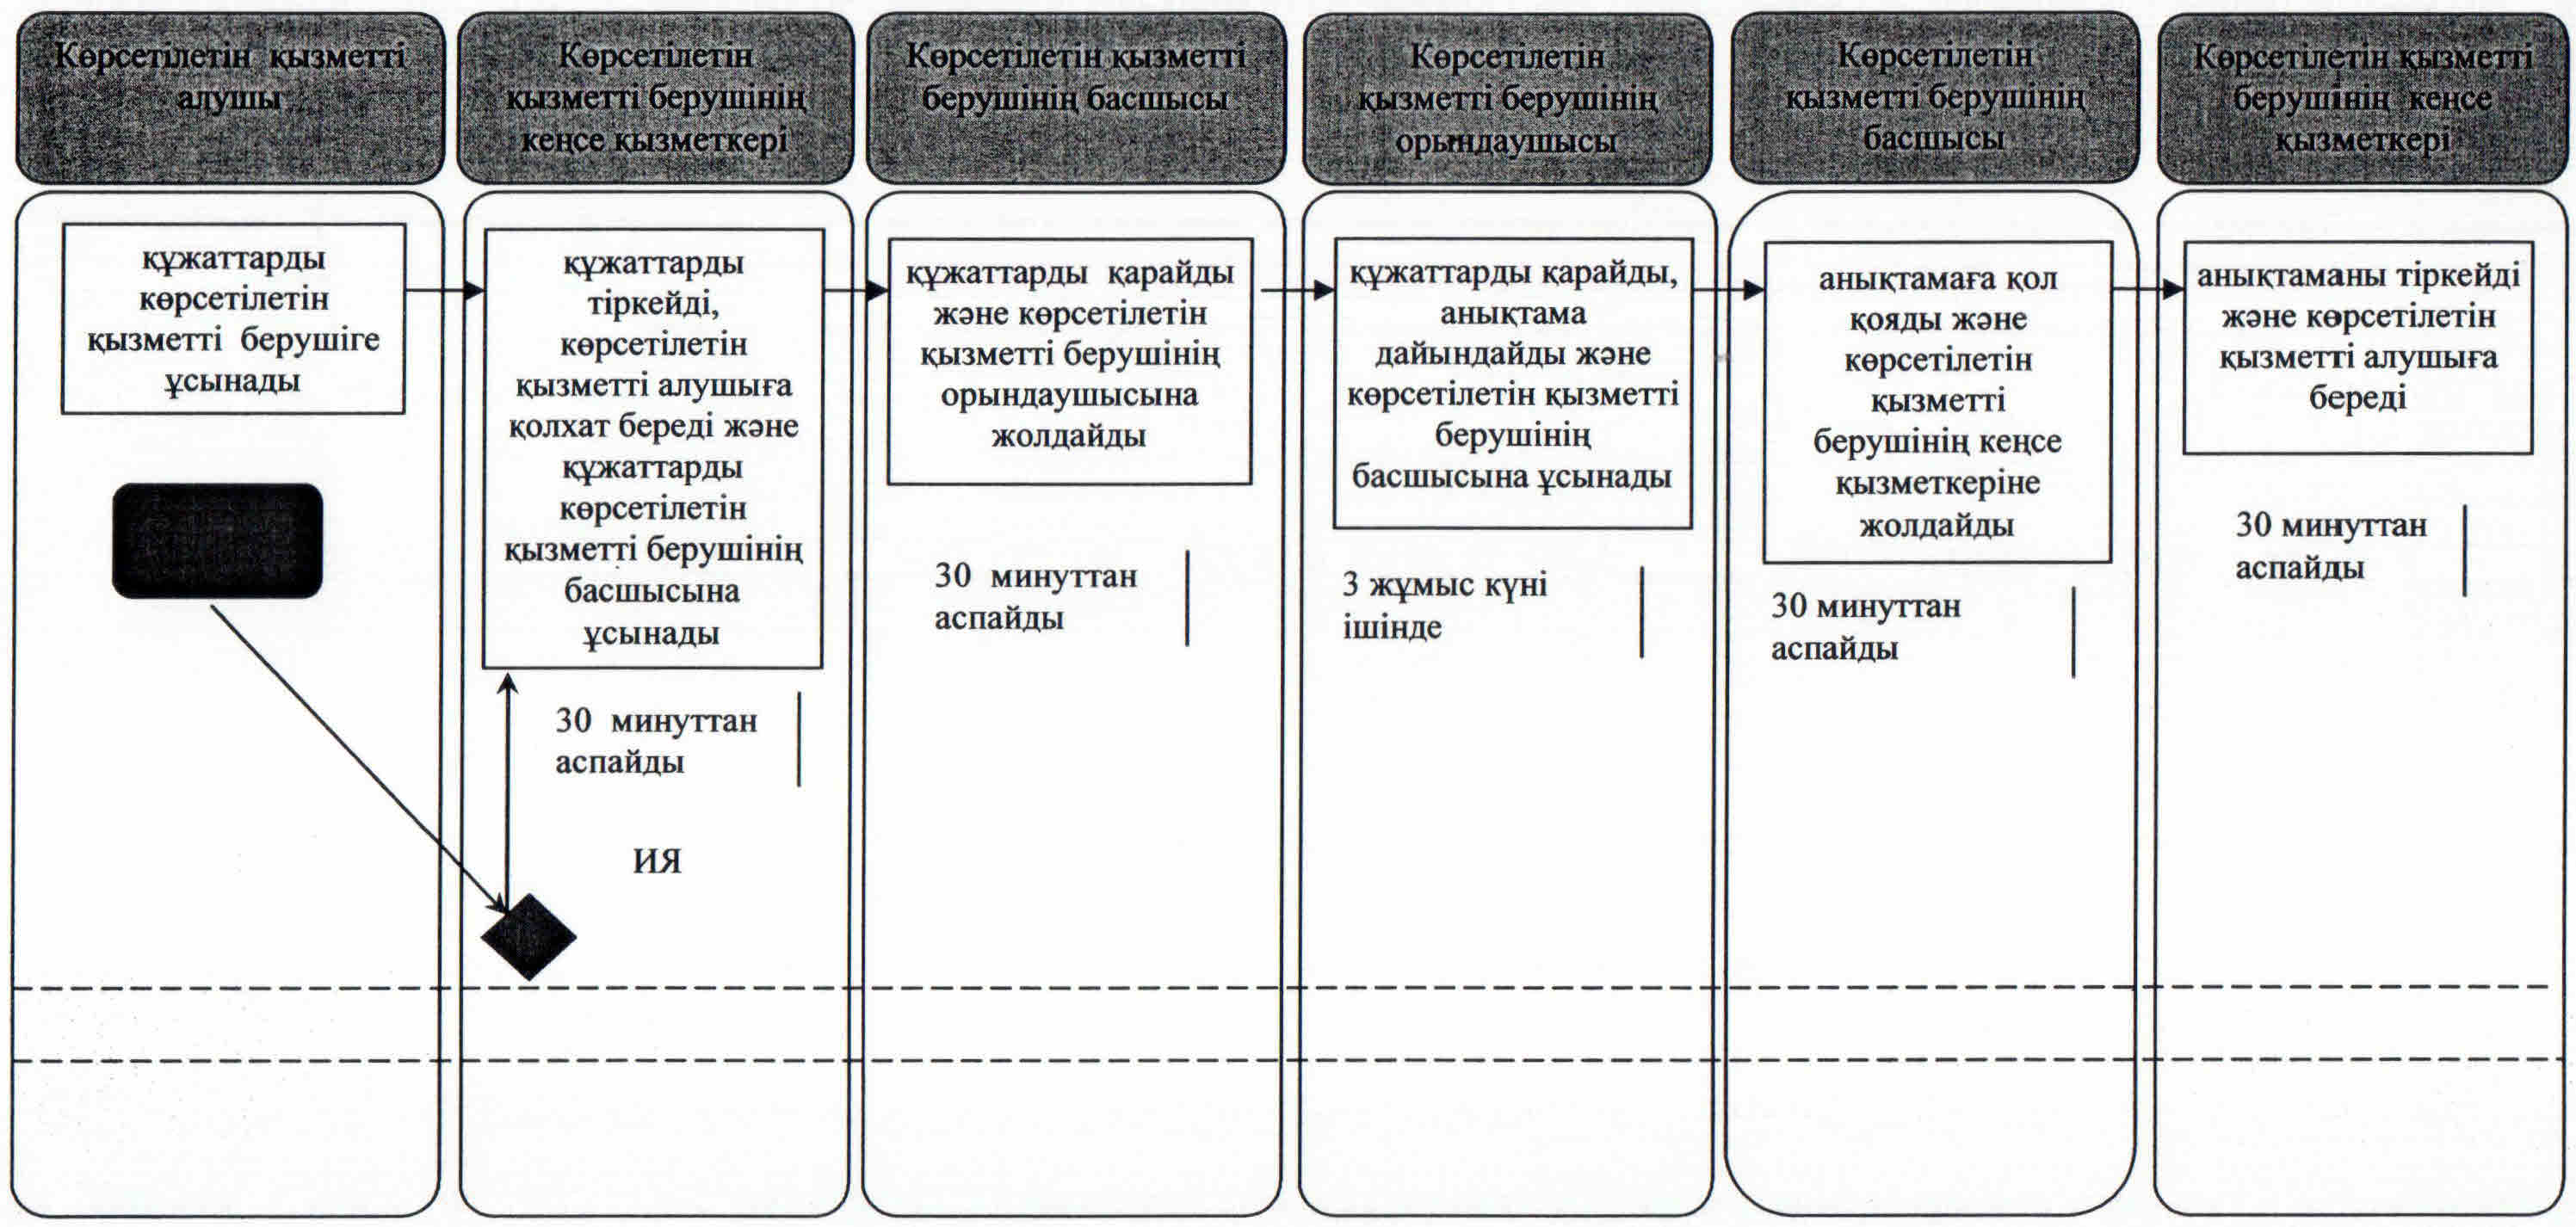 Көрсетілетін қызметті
алушы
Көрсетілетін
қызметті берушінің
кеңсе қызметкері
Көрсетілетін қызметті
берушінің басшысы
Көрсетілетін
қызметті берушінің
орындаушысы
Көрсетілетін
қызметті берушінің
басшысы
Көрсетілетін қызметті
берушінің кеңсе
қызметкері
құжаттарды
көрсетілетін
қызметті берушіге
ұсынады
құжаттарды
тіркейді,
көрсетілетін
қызметті алушыға
қолхат береді және
құжаттарды
көрсетілетін
қызметті берушінің
басшысына
ұсынады
30 минуттан
аспайды
ИЯ
құжаттарды қарайды
және көрсетілетін
қызметті берушінің
орындаушысына
жолдайды
30 минуттан
аспайды
құжаттарды қарайды,
анықтама
дайындайды және
көрсетілетін қызметті
берушінің
басшысына ұсынады
3 жұмыс күні
ішінде
анықтамаға қол
қояды және
көрсетілетін
қызметті
берушінің кеңсе
қызметкеріне
жолдайды
30 минуттан
аспайды
анықтаманы тіркейді
және көрсетілетін
қызметті алушыға
береді
30 минуттан
аспайды